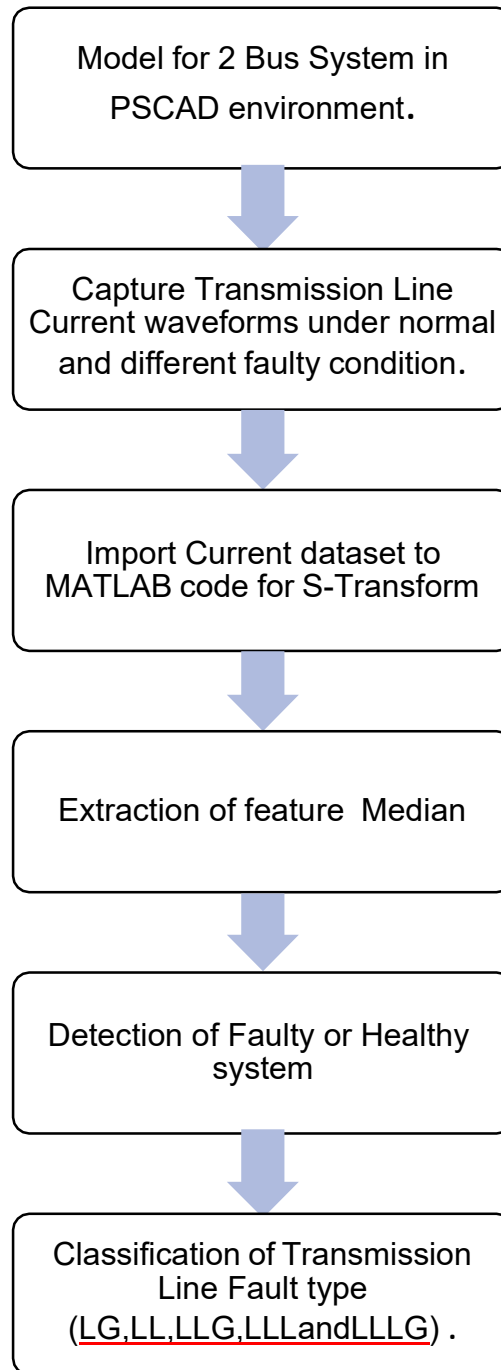 Model for 2 Bus System in
PSCAD environment.
Capture Transmission Line
Current waveforms under normal
and different faulty condition.
Import Current dataset to
MATLAB code for S-Transform
Extraction of feature  Median
Detection of Faulty or Healthy
system
Classification of Transmission
Line Fault type
(LG,LL,LLG,LLLandLLLG) .